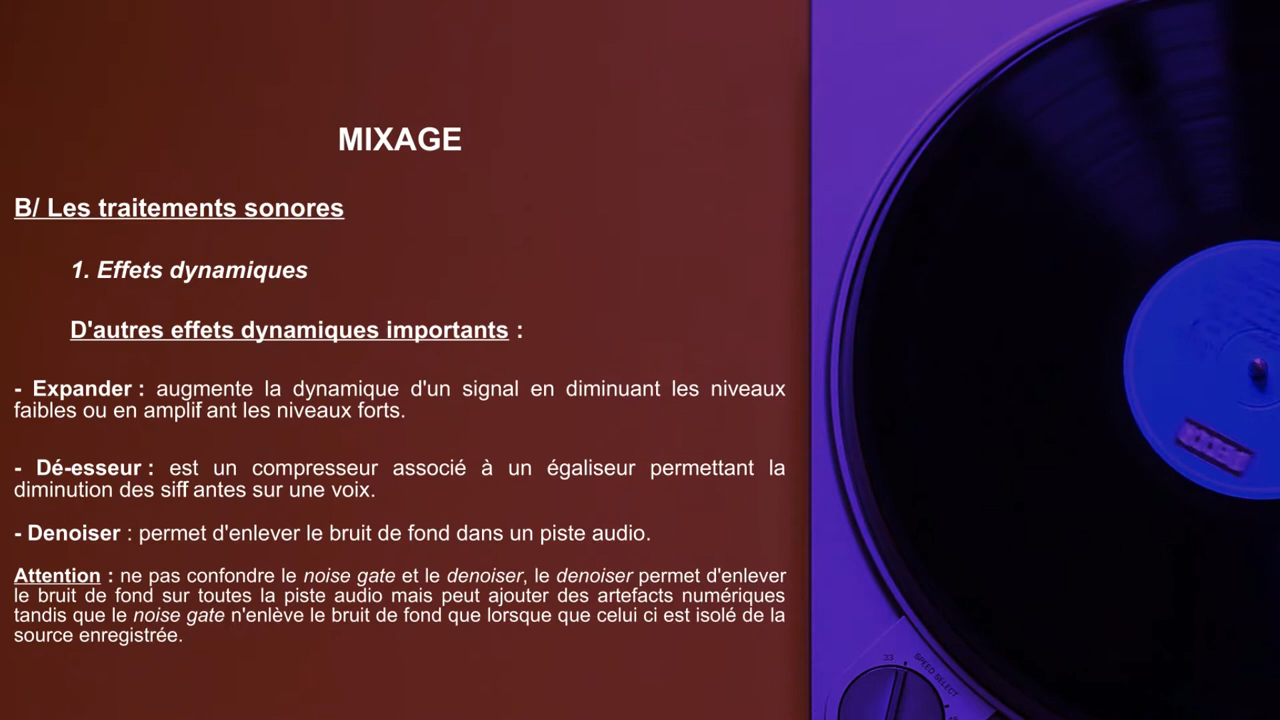 MIXAGE
B/ Les traitements sonores
1. Effets dynamiques
D'autres effets dynamiques importants :
- Expander : augmente la dynamique d'un signal en diminuant les niveaux
faibles ou en amplif ant les niveaux forts.
- Dé-esseur : est un compresseur associé à un égaliseur permettant la
diminution des siff antes sur une voix.
- Denoiser : permet d'enlever le bruit de fond dans un piste audio.
Attention : ne pas confondre le noise gate et le denoiser, le denoiser permet d'enlever
le bruit de fond sur toutes la piste audio mais peut ajouter des artefacts numériques
tandis que le noise gate n'enlève le bruit de fond que lorsque que celui ci est isolé de la
source enregistrée.
33
SPEED SELECT